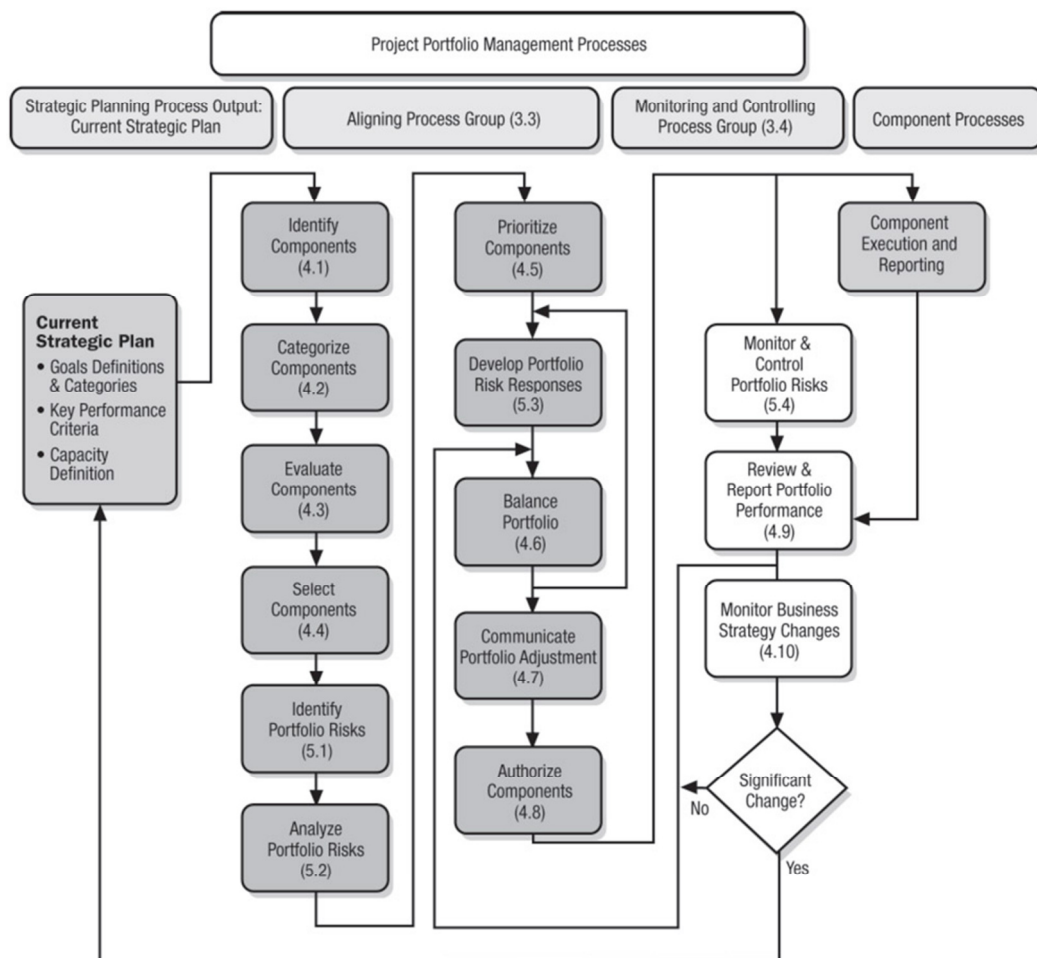 Project Portfolio Management Processes
Strategic Planning Process Output:
Current Strategic Plan
Aligning Process Group (3.3)
Monitoring and Controlling
Process Group (3.4)
Component Processes
Current
Strategic Plan
• Goals Definitions
& Categories
• Key Performance
Criteria
• Capacity
Definition
Identify
Components
(4.1)
Categorize
Components
(4.2)
Evaluate
Components
(4.3)
Select
Components
(4.4)
Identify
Portfolio Risks
(5.1)
Analyze
Portfolio Risks
(5.2)
Prioritize
Components
(4.5)
Develop Portfolio
Risk Responses
(5.3)
Balance
Portfolio
(4.6)
Communicate
Portfolio Adjustment
(4.7)
Authorize
Components
(4.8)
Monitor &
Control
Portfolio Risks
(5.4)
Review &
Report Portfolio
Performance
(4.9)
Monitor Business
Strategy Changes
(4.10)
Significant
Change?
No
Yes
Component
Execution and
Reporting